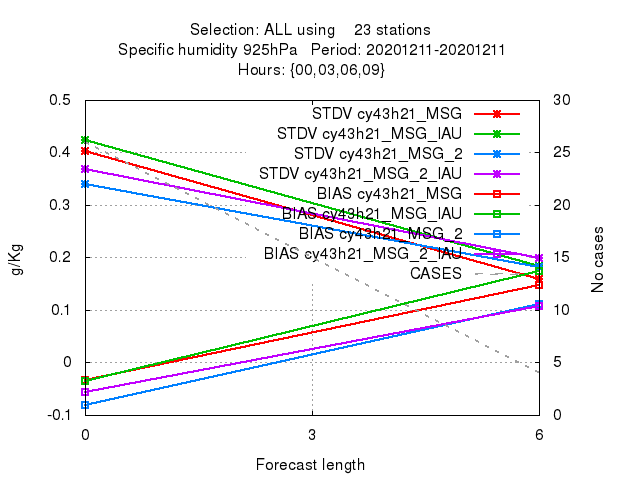 Selection: ALL using 23 stations
Specific humidity 925hPa Period: 20201211-20201211
Hours: {00,03,06,09}
0.5
0.4
0.3
0.2
0.1
0
-0.1
g/Kg
30
25
20
15
10
5
0
No cases
STDV cy43h21_MSG
STDV cy43h21_MSG_IAU
STDV cy43h21_MSG_2
STDV cy43h21_MSG_2_IAU
BIAS cy43h21_MSG
BIAS cy43h21_MSG_IAU
BIAS cy43h21_MSG_2
BIAS cy43h21_MSG_2_IAU
CASES
0 3 6
Forecast length